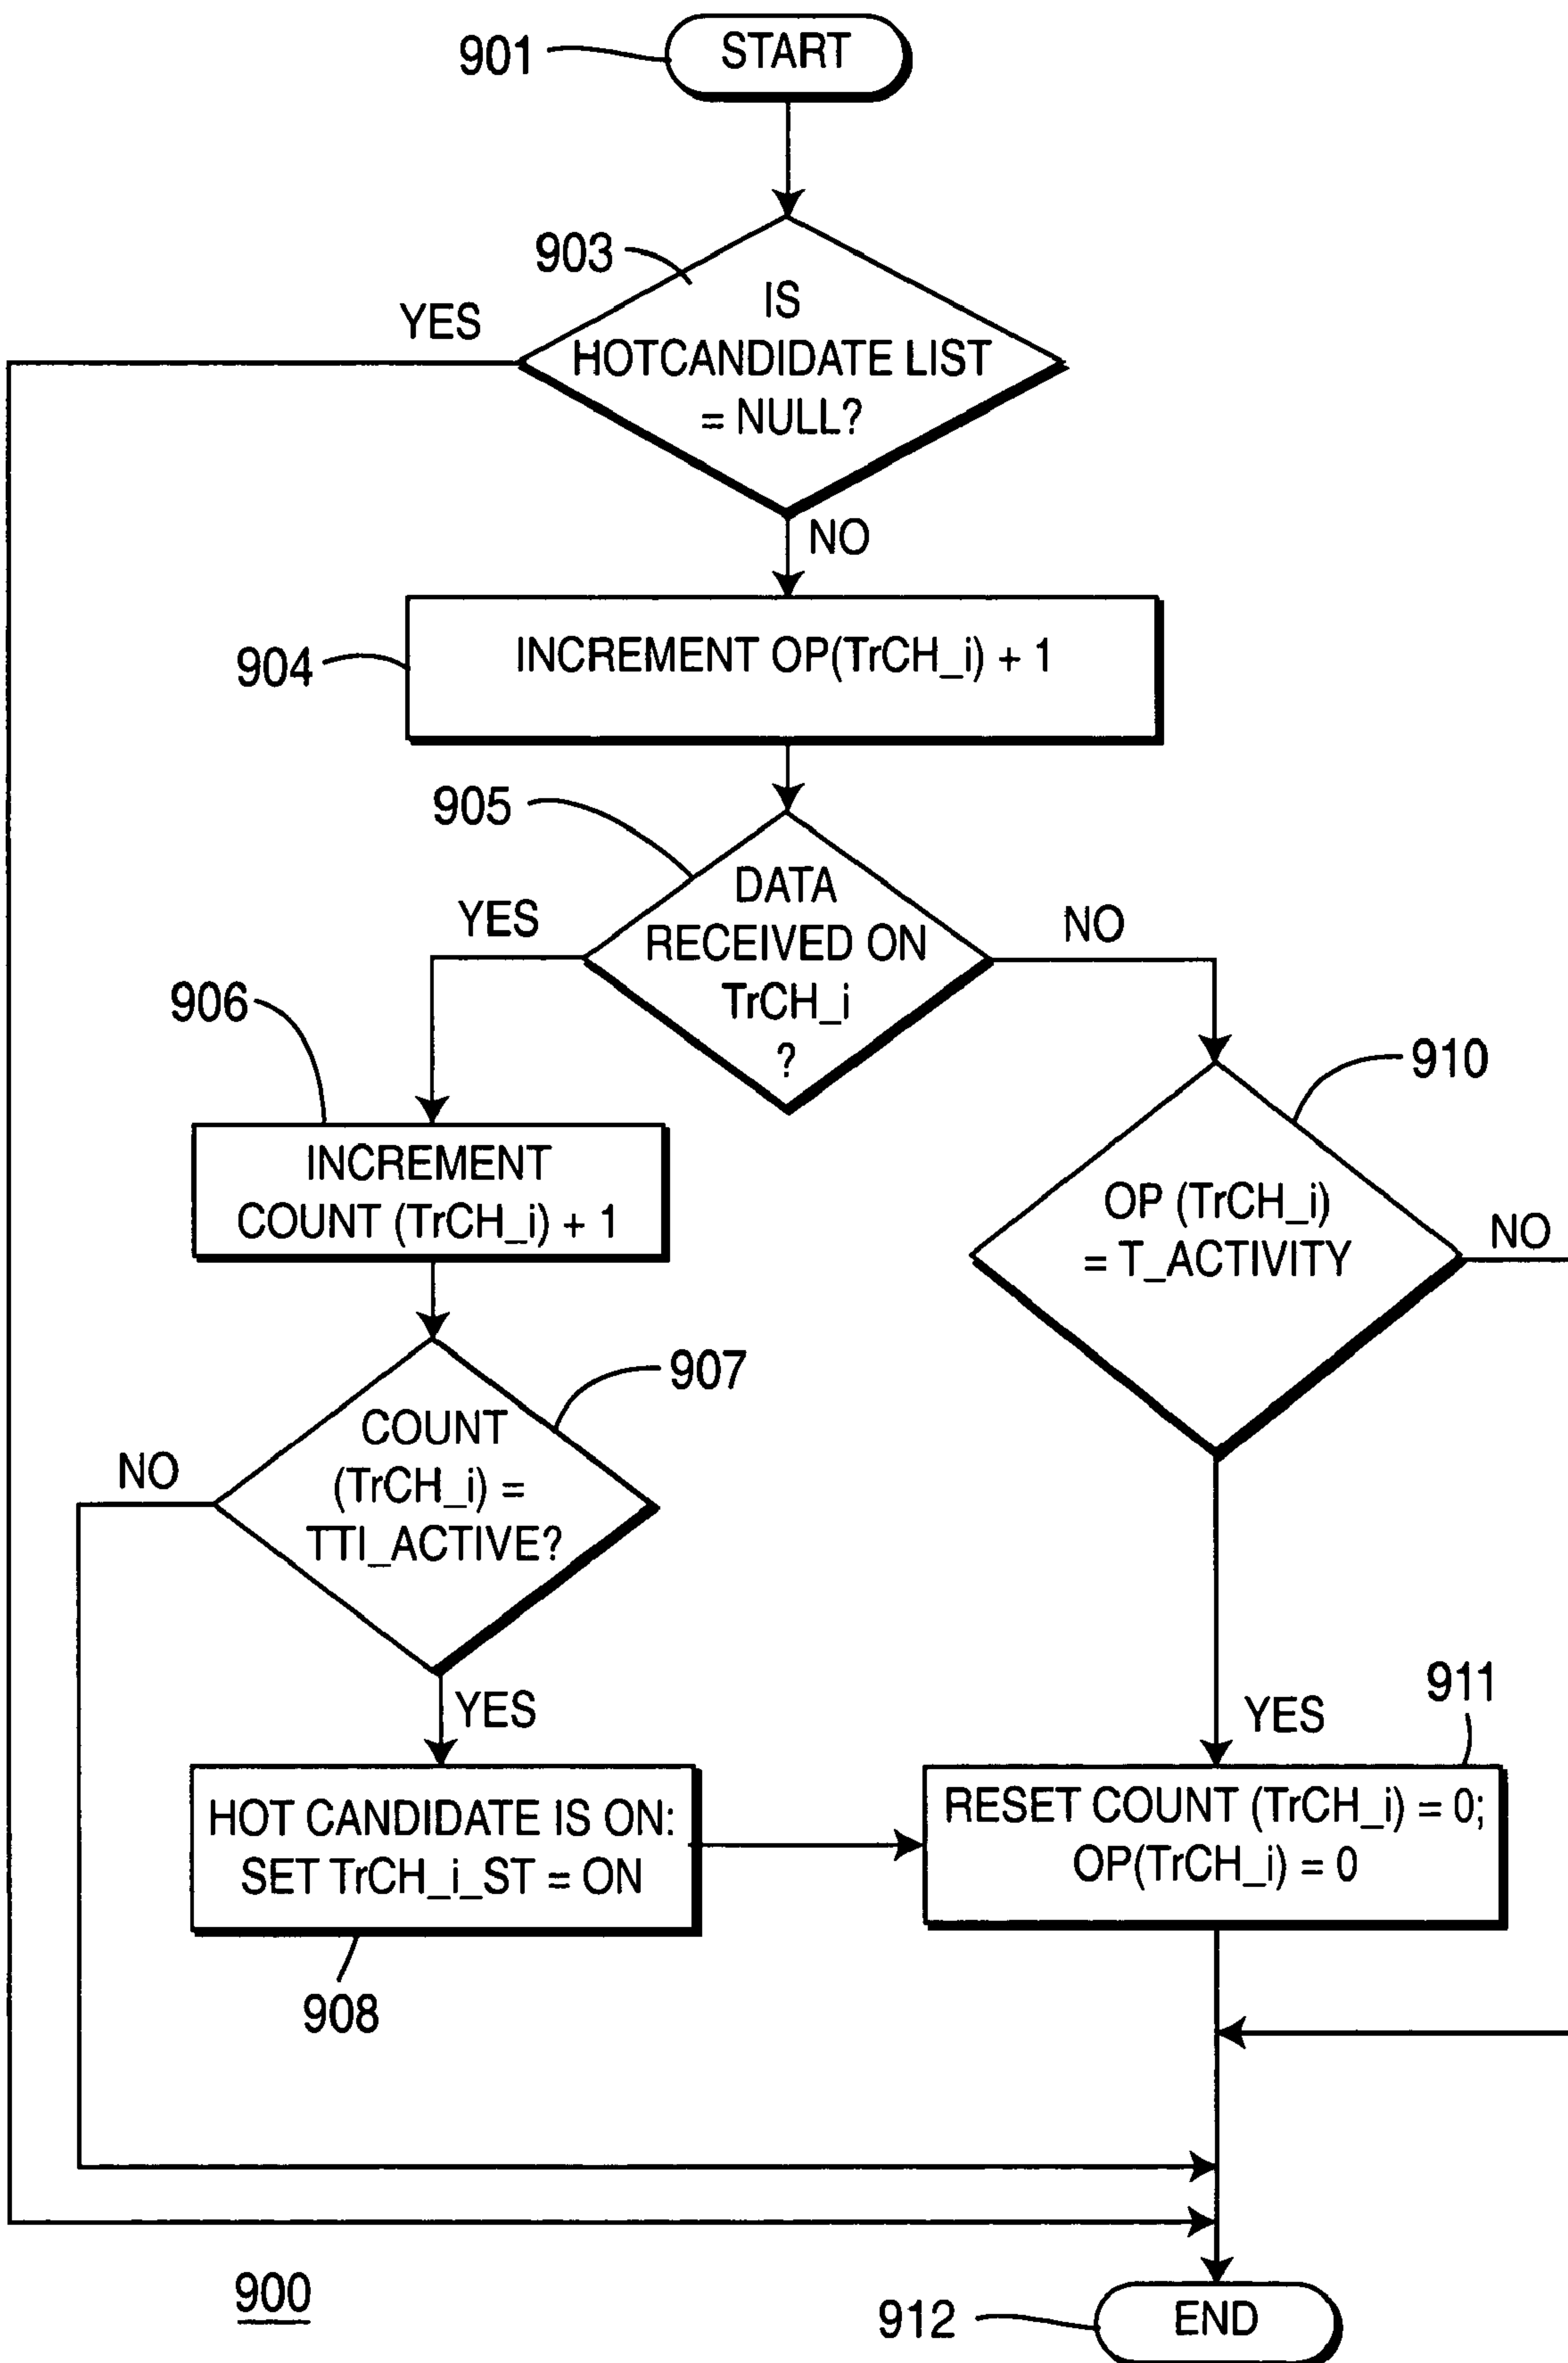 901
START
903
IS
HOTCANDIDATE LIST
= NULL?
YES
NO
904
INCREMENT OP(TrCH_i) + 1
905
DATA
RECEIVED ON
TrCH_i
?
YES
NO
906
INCREMENT
COUNT (TrCH_i) + 1
910
OP (TrCH_i)
= T_ACTIVITY
NO
907
COUNT
(TrCH_i) =
TTI_ACTIVE?
NO
YES
YES
911
HOT CANDIDATE IS ON:
SET TrCH_i_ST = ON
908
RESET COUNT (TrCH_i) = 0;
OP(TrCH_i) = 0
900
912
END